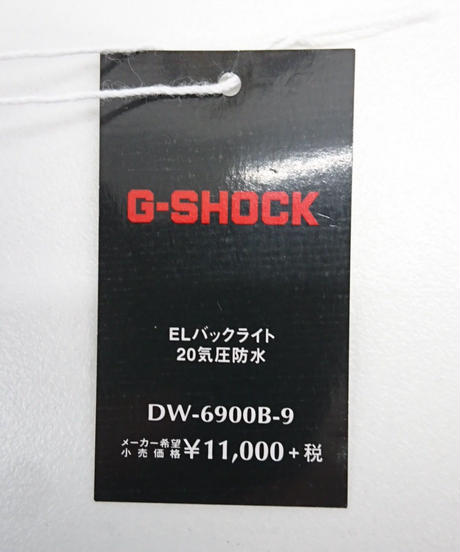 G-SHOCK
ELバックライト
20気圧防水
DW-6900B-9
メーカー希望
小売価格 ¥11,000+税